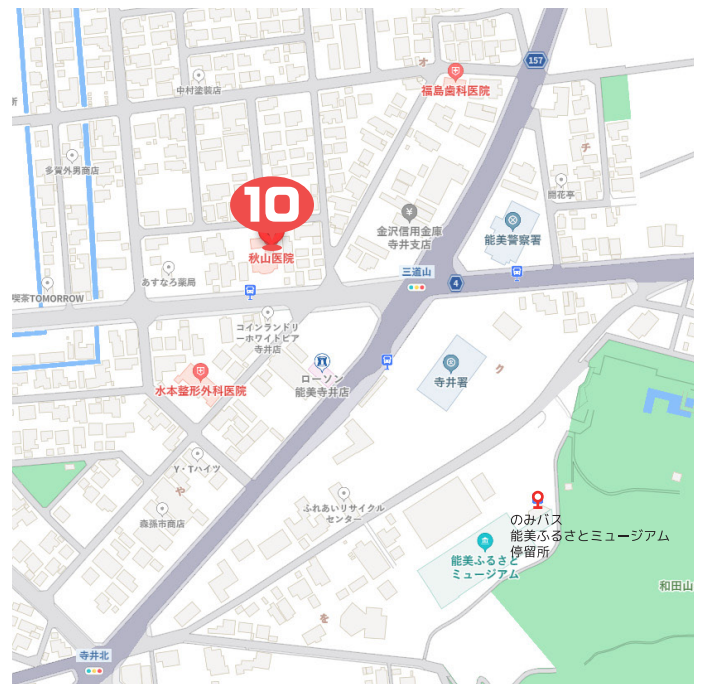 157
オ
福島歯科医院
中村塗装店
所
チ
多賀外男商店
開花亭
10
金沢信用金庫
寺井支店
能美警察署
秋山医院
三道山
あすなろ薬局
4
喫茶TOMORROW
コインランドリ
ーホワイトピア
寺井店
ローソン
能美寺井店
寺井署
ク
水本整形外科医院
Y・Tハイツ
や
ふれあいリサイクル
センター
森孫市商店
のみバス
能美ふるさとミュージアム
停留所
能美ふるさと
ミュージアム
和田山
を
寺井北